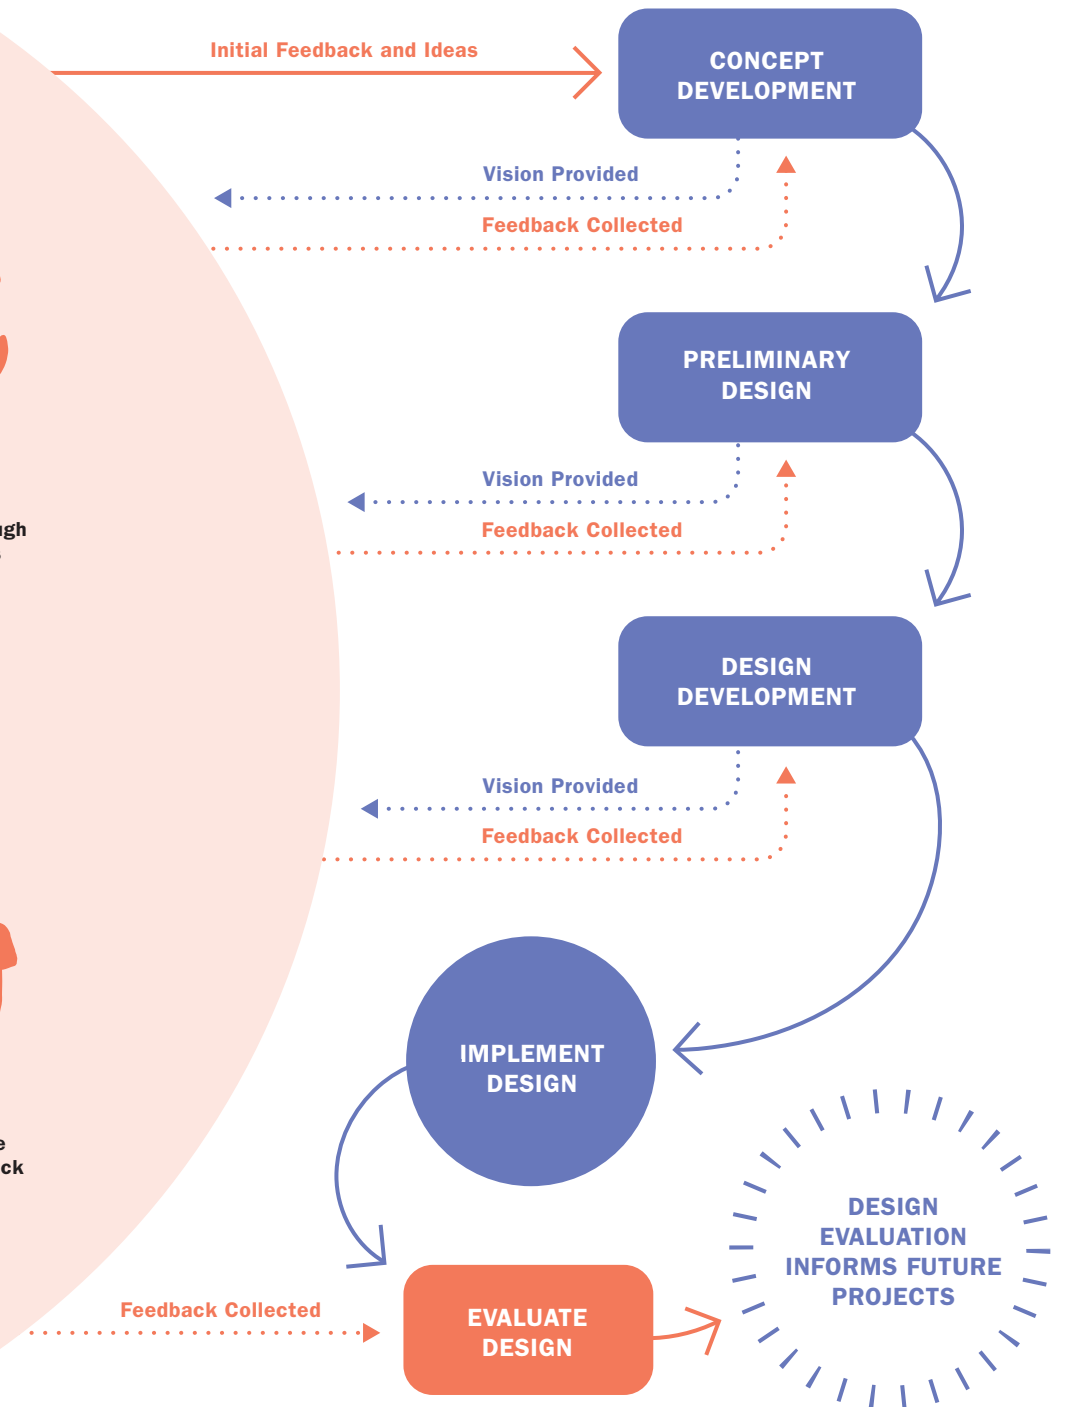 Initial Feedback and Ideas
CONCEPT
DEVELOPMENT
Vision Provided
Feedback Collected
PRELIMINARY
DESIGN
Vision Provided
Feedback Collected
DESIGN
DEVELOPMENT
Vision Provided
Feedback Collected
IMPLEMENT
DESIGN
DESIGN
EVALUATION
INFORMS FUTURE
PROJECTS
Feedback Collected
EVALUATE
DESIGN